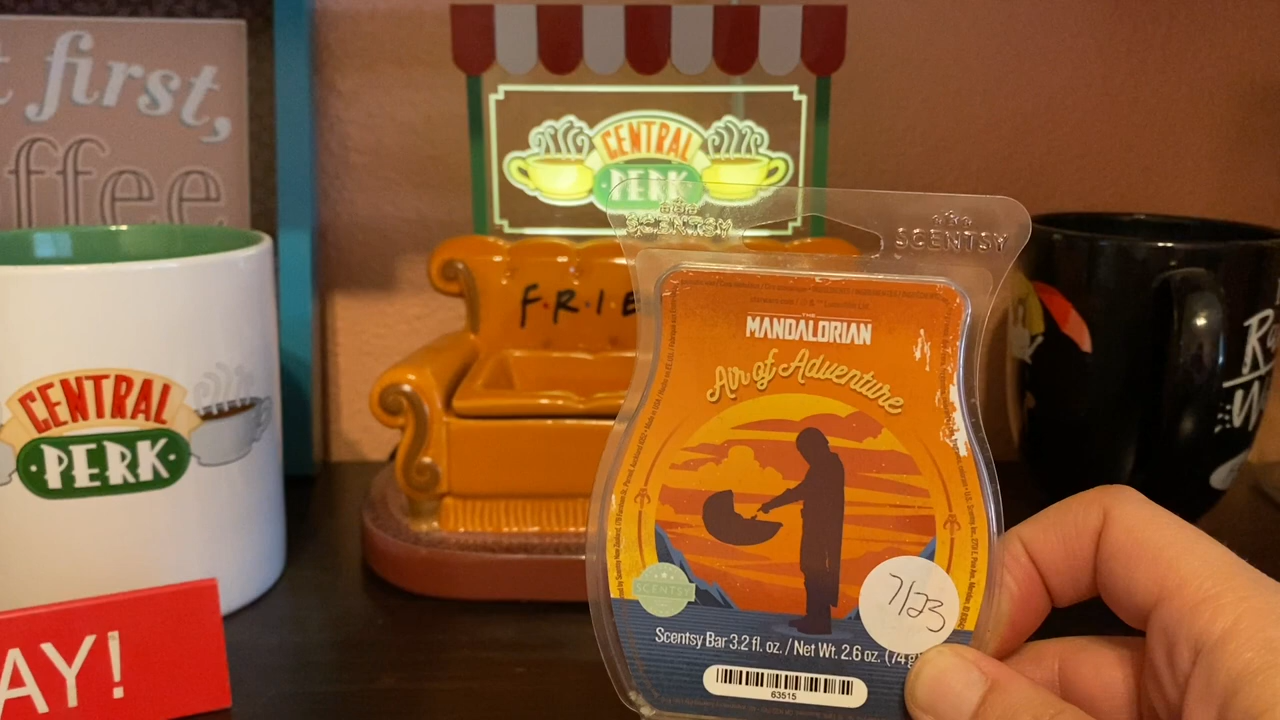 t first,
ffee
CENTRAL
PERK
CENTRAL
·PERK·
F·R·I·E
AY!
SCENTSY
SCENTSY
THE
MANDALORIAN
Air of Adventure
SCENTSY
7/23
Scentsy Bar 3.2 fl. oz. / Net Wt. 2.6 oz. (74 g
63515